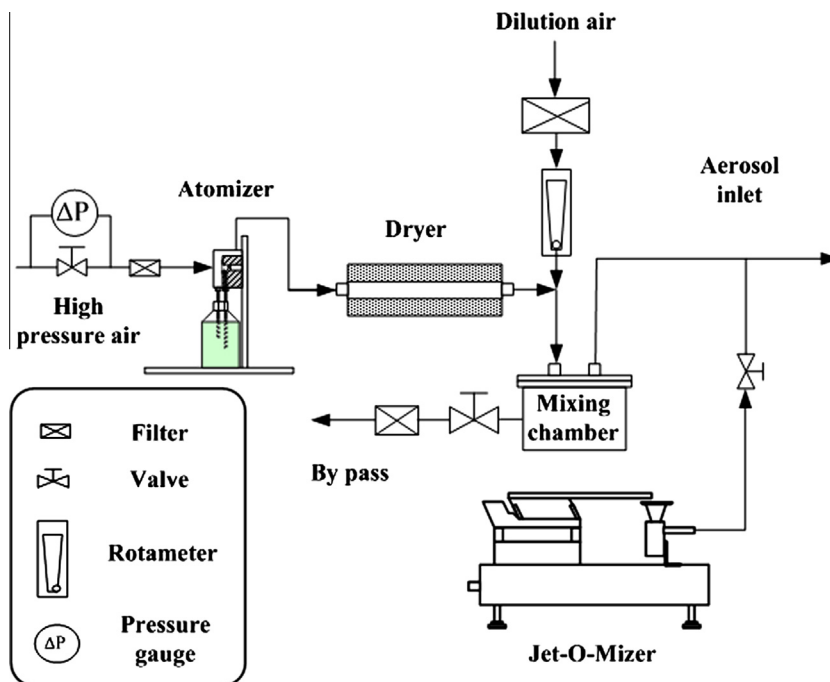 Dilution air
Aerosol
inlet
Atomizer
ΔP
Dryer
High
pressure air
Mixing
chamber
By pass
Filter
Valve
Rotameter
Pressure
gauge
ΔP
Jet-O-Mizer